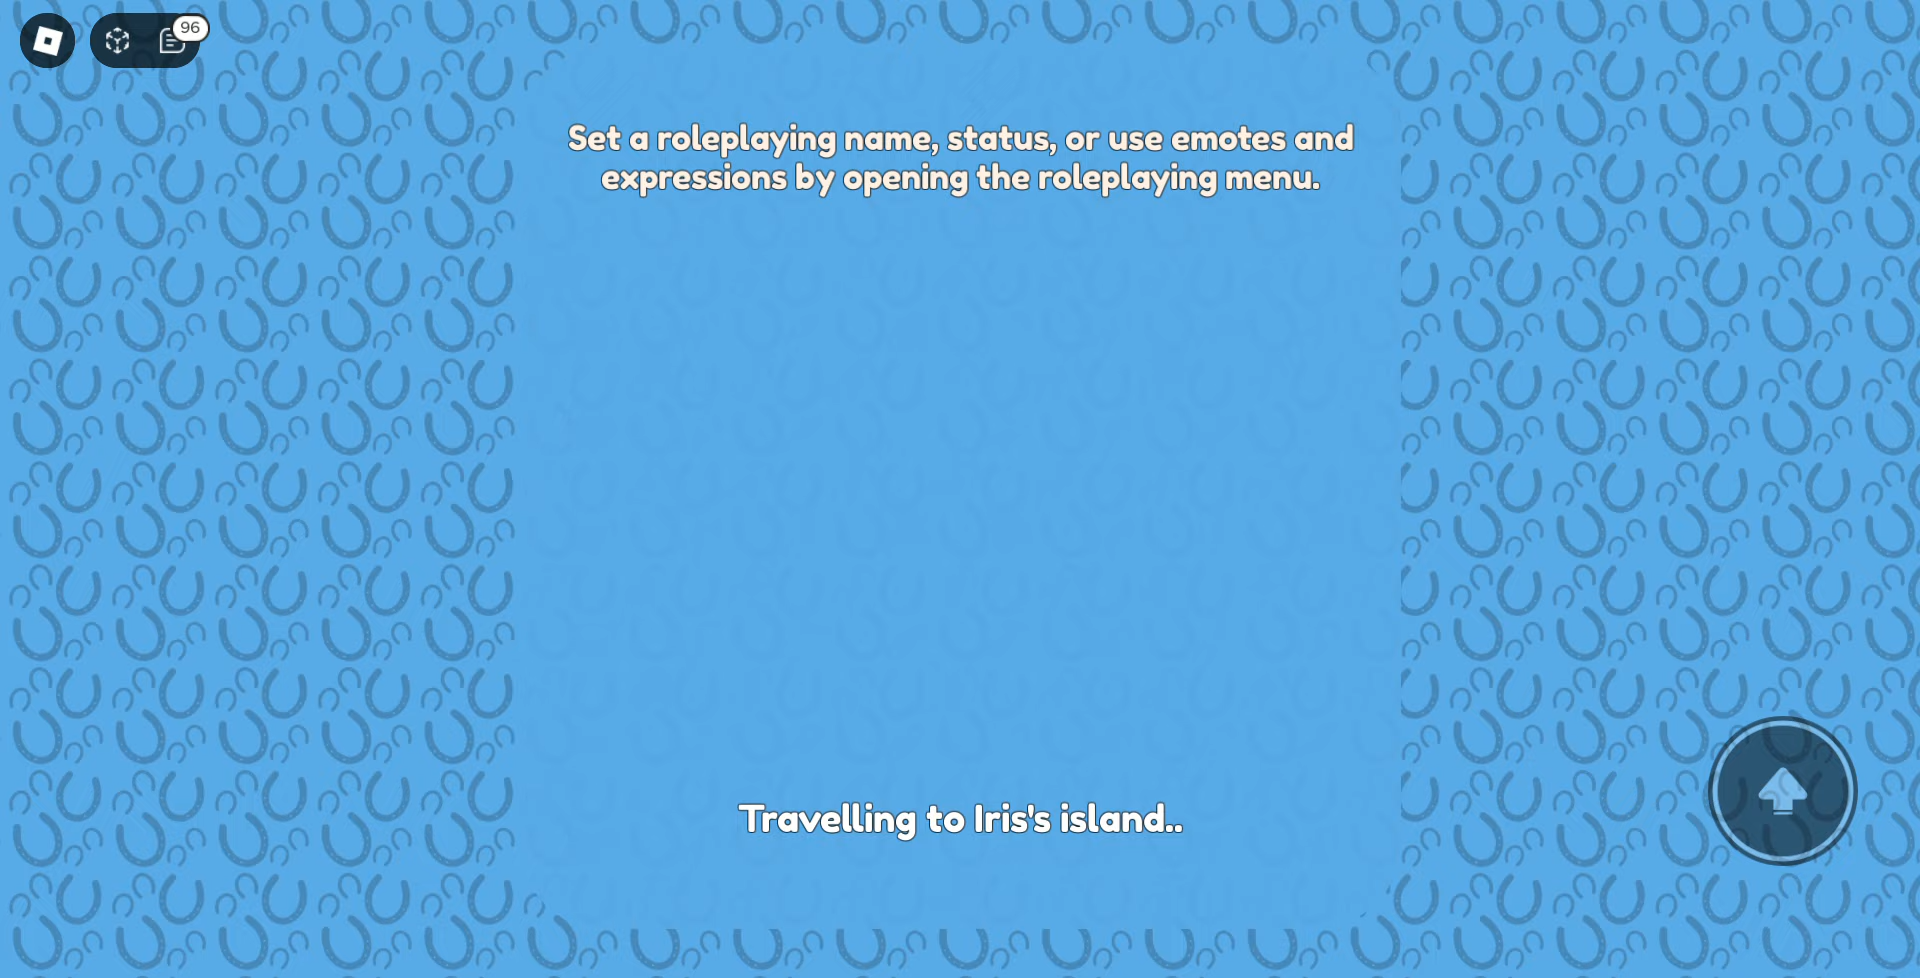 96
Set a roleplaying name, status, or use emotes and
expressions by opening the roleplaying menu.
Travelling to Iris's island..